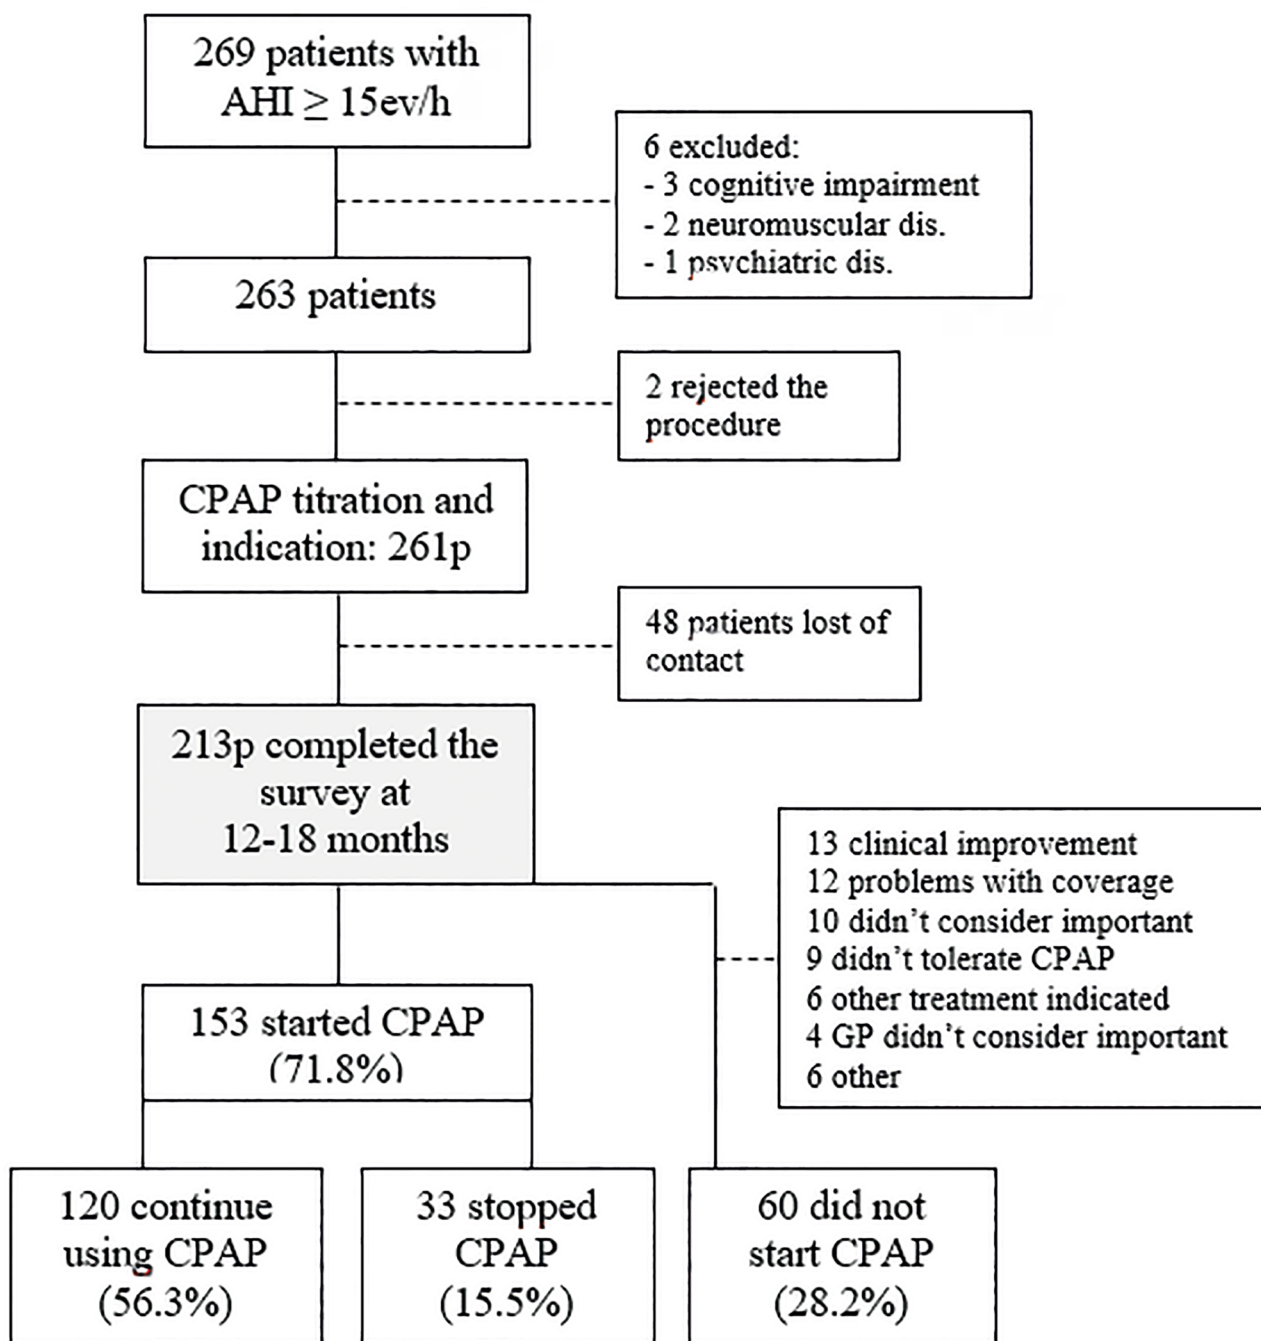 269 patients with
AHI ≥ 15ev/h
6 excluded:
- 3 cognitive impairment
- 2 neuromuscular dis.
- 1 psychiatric dis.
263 patients
2 rejected the
procedure
CPAP titration and
indication: 261p
48 patients lost of
contact
213p completed the
survey at
12-18 months
13 clinical improvement
12 problems with coverage
10 didn't consider important
9 didn't tolerate CPAP
6 other treatment indicated
4 GP didn't consider important
6 other
153 started CPAP
(71.8%)
120 continue
using CPAP
(56.3%)
33 stopped
CPAP
(15.5%)
60 did not
start CPAP
(28.2%)